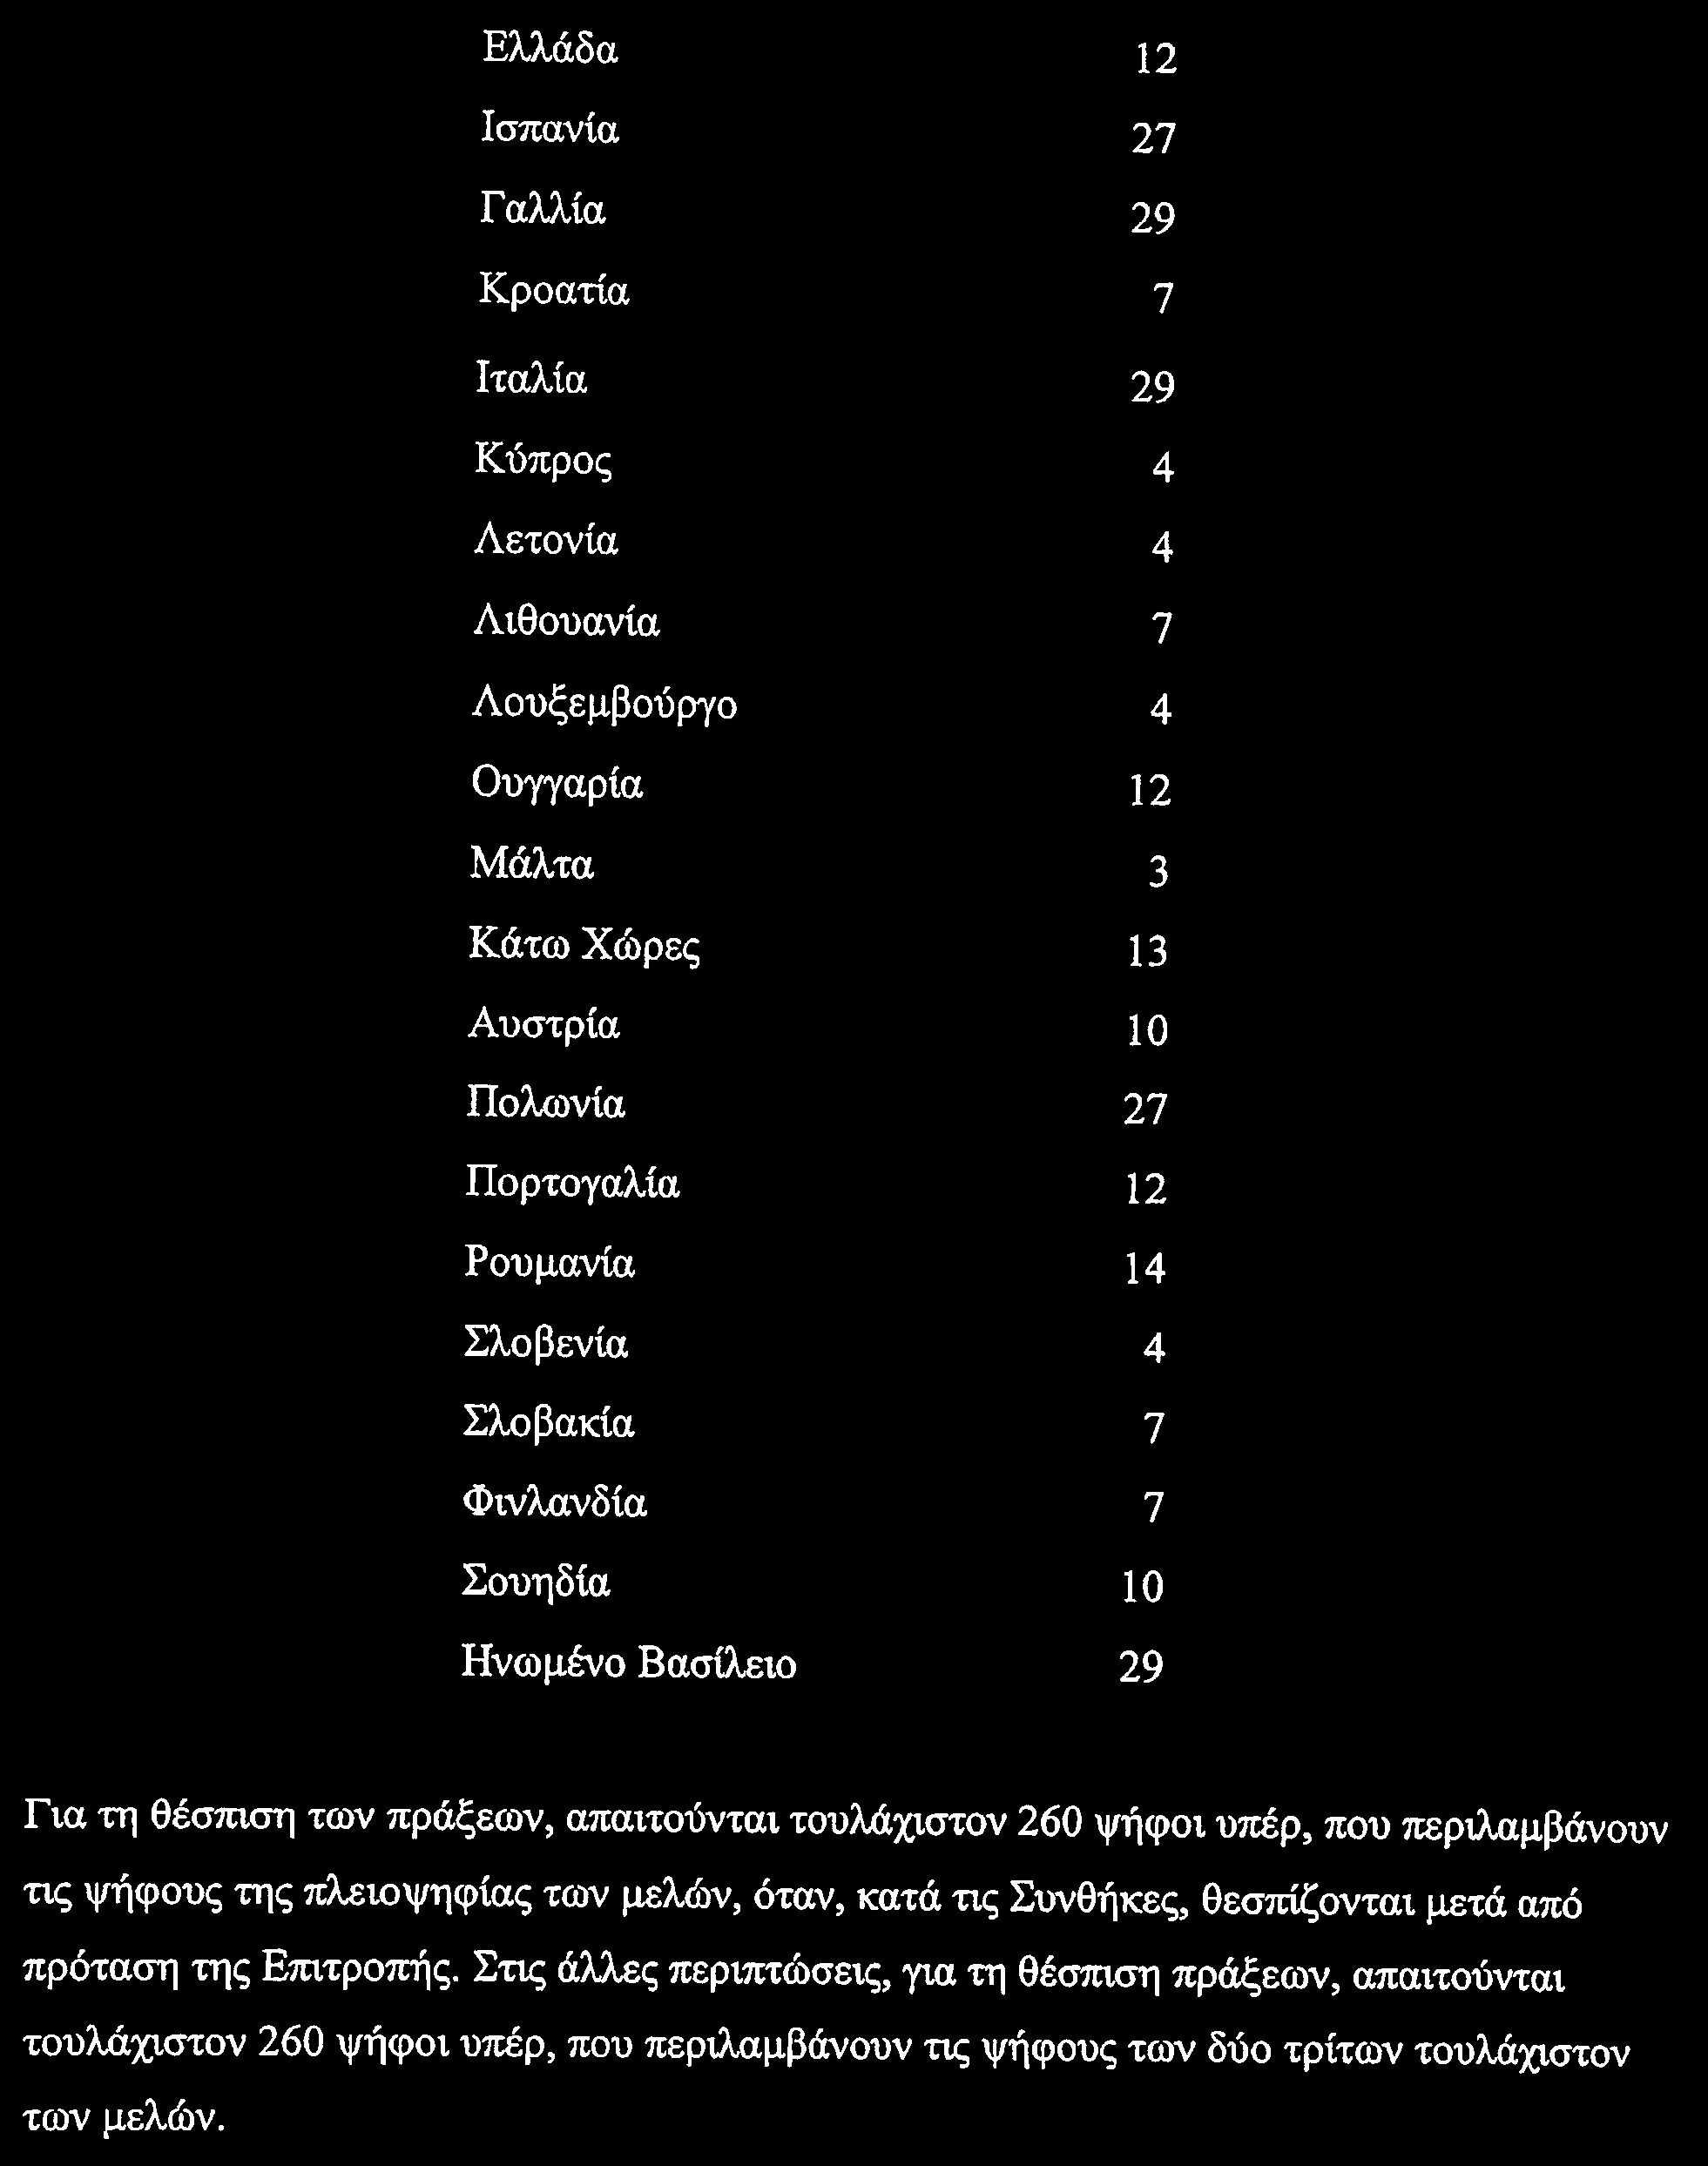 Ελλάδα 12
Ισπανία 27
Γαλλία 29
Κροατία 7
Ιταλία 29
Κύπρος 4
Λετονία 4
Λιθουανία 7
Λουξεμβούργο 4
Ουγγαρία 12
Μάλτα 3
Κάτω Χώρες 13
Αυστρία 10
Πολωνία 27
Πορτογαλία 12
Ρουμανία 14
Σλοβενία 4
Σλοβακία 7
Φινλανδία 7
Σουηδία 10
Ηνωμένο Βασίλειο 29
Για τη θέσπιση των πράξεων, απαιτούνται τουλάχιστον 260 ψήφοι υπέρ, που περιλαμβάνουν
τις ψήφους της πλειοψηφίας των μελών, όταν, κατά τις Συνθήκες, θεσπίζονται μετά από
πρόταση της Επιτροπής. Στις άλλες περιπτώσεις, για τη θέσπιση πράξεων, απαιτούνται
τουλάχιστον 260 ψήφοι υπέρ, που περιλαμβάνουν τις ψήφους των δύο τρίτων τουλάχιστον
των μελών.